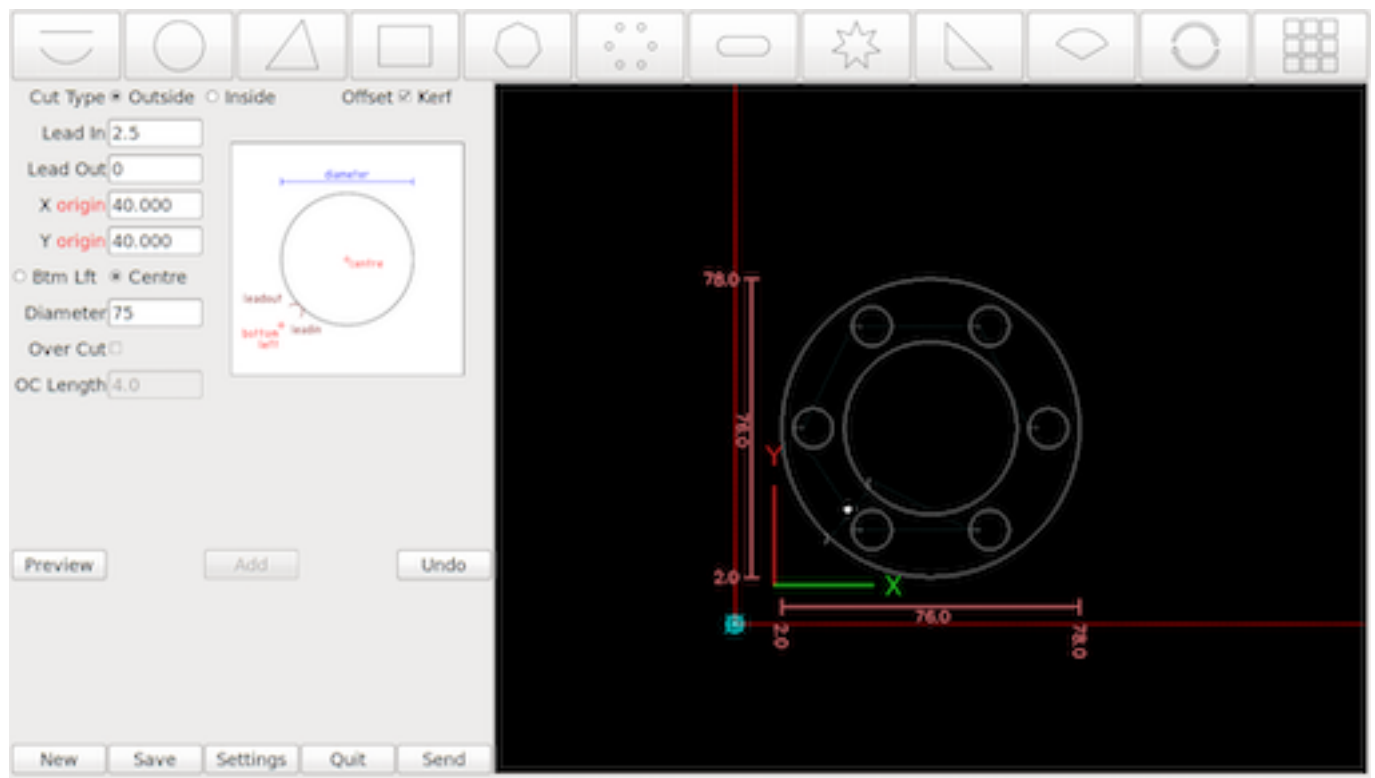 Cut Type Outside Inside Offset Kerf
Lead In 2.5
Lead Out 0
X origin 40.000
Y origin 40.000
Btm Lft Centre
Diameter 75
Over Cut
OC Length 4.0
diameter
centre
leadout
leadin
bottom
left
Preview Add Undo
New Save Settings Quit Send
78.0
76.0
Y
2.0
X
76.0
2.0
78.0